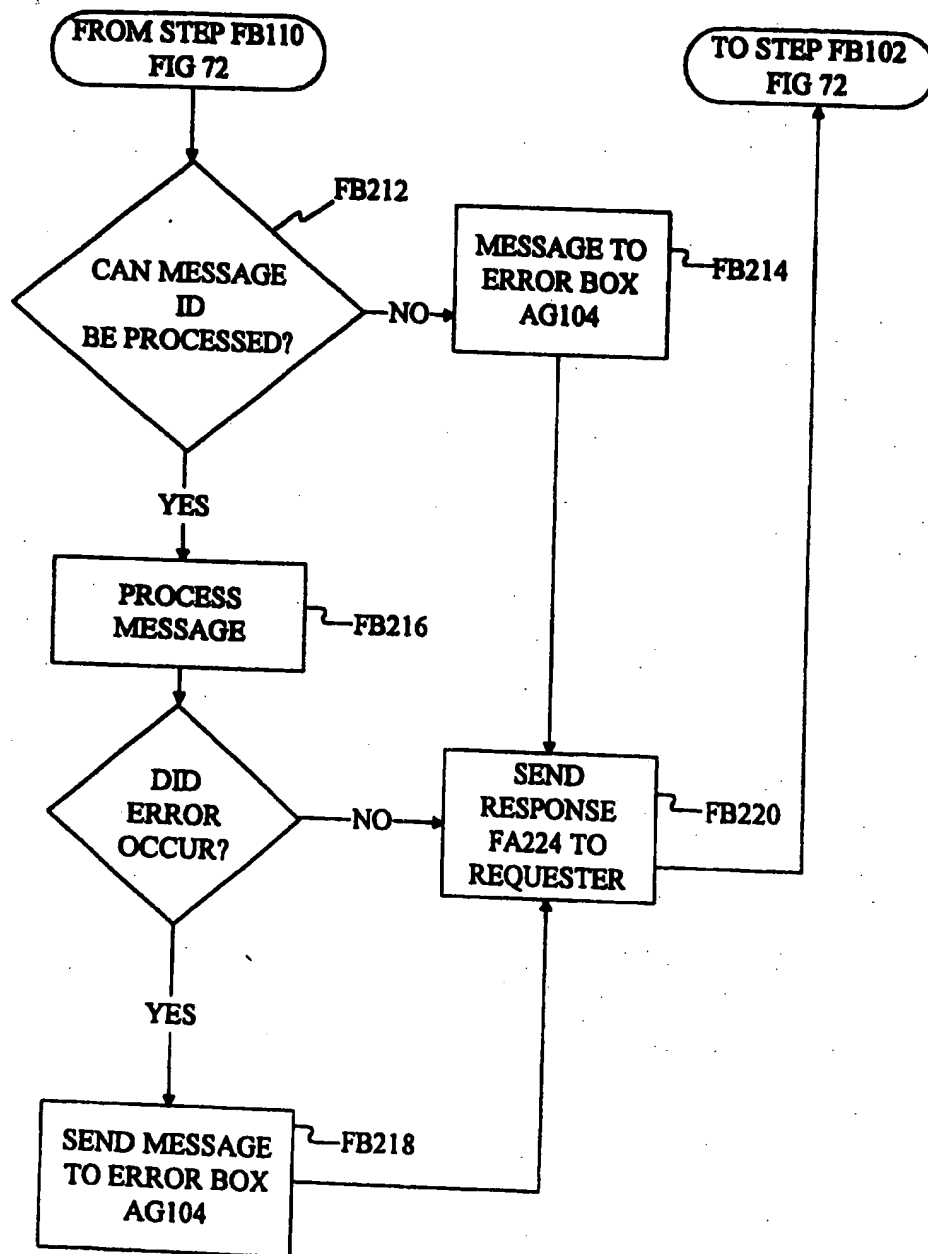 FROM STEP FB110
FIG 72
TO STEP FB102
FIG 72
FB212
CAN MESSAGE
ID
BE PROCESSED?
NO
MESSAGE TO
ERROR BOX
AG104
FB214
YES
PROCESS
MESSAGE
FB216
DID
ERROR
OCCUR?
NO
SEND
RESPONSE
FA224 TO
REQUESTER
FB220
YES
SEND MESSAGE
TO ERROR BOX
AG104
FB218